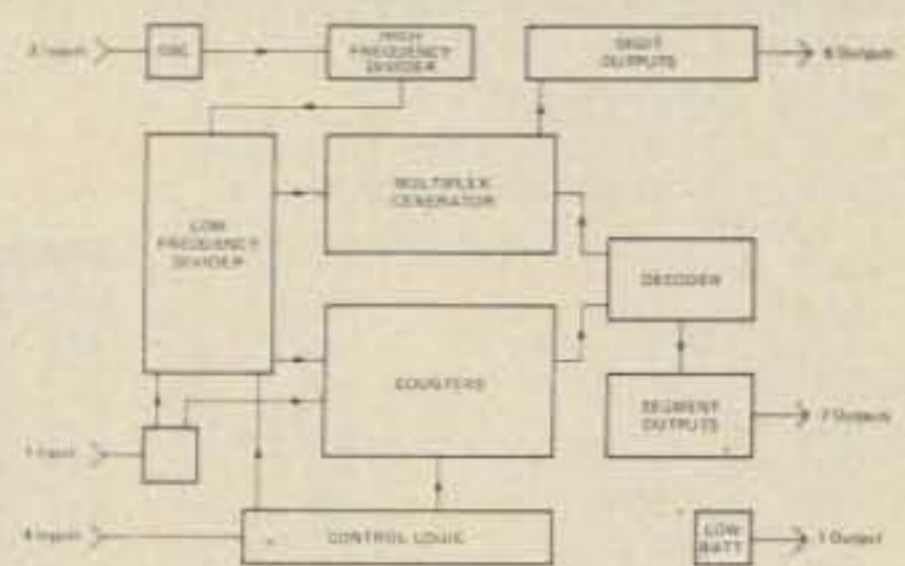 2 Inputs
OSC
HIGH
FREQUENCY
DIVIDER
DIGIT
OUTPUTS
6 Outputs
LOW
FREQUENCY
DIVIDER
MULTIPLEX
GENERATOR
DECODER
COUNTERS
SEGMENT
OUTPUTS
7 Outputs
1 Input
4 Inputs
CONTROL LOGIC
LOW
BATT
1 Output